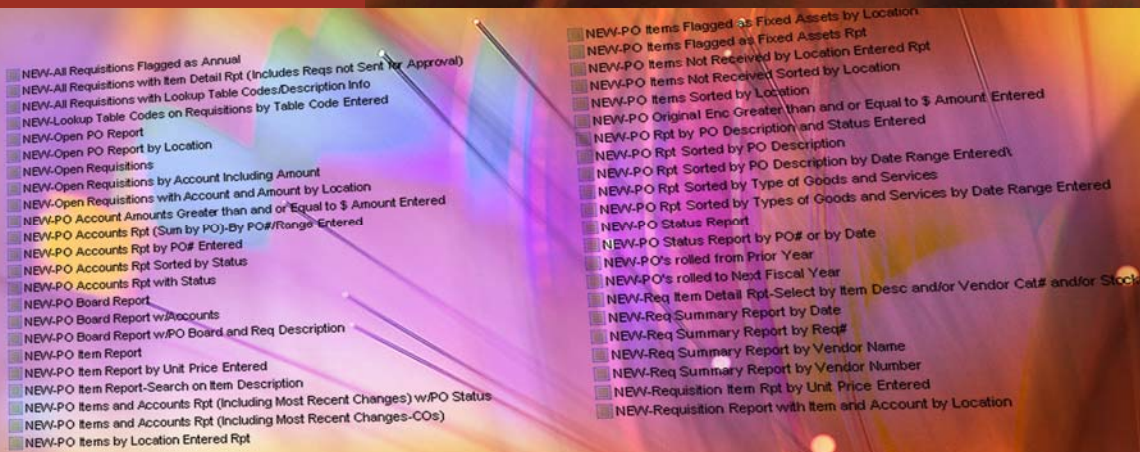 NEW-All Requisitions Flagged as Annual
NEW-All Requisitions with Item Detail Rpt (Includes Reqs not Sent for Approval)
NEW-All Requisitions with Lookup Table Codes/Description Info
NEW-Lookup Table Codes on Requisitions by Table Code Entered
NEW-Open PO Report
NEW-Open PO Report by Location
NEW-Open Requisitions
NEW-Open Requisitions by Account Including Amount
NEW-Open Requisitions with Account and Amount by Location
NEW-PO Account Amounts Greater than and or Equal to $ Amount Entered
NEW-PO Accounts Rpt (Sum by PO)-By PO#/Range Entered
NEW-PO Accounts Rpt by PO# Entered
NEW-PO Accounts Rpt Sorted by Status
NEW-PO Accounts Rpt with Status
NEW-PO Board Report
NEW-PO Board Report w/Accounts
NEW-PO Board Report w/PO Board and Req Description
NEW-PO Item Report
NEW-PO Item Report by Unit Price Entered
NEW-PO Item Report-Search on Item Description
NEW-PO Items and Accounts Rpt (Including Most Recent Changes) w/PO Status
NEW-PO Items and Accounts Rpt (Including Most Recent Changes-COs)
NEW-PO Items by Location Entered Rpt
NEW-PO Items Flagged as Fixed Assets by Location
NEW-PO Items Flagged as Fixed Assets Rpt
NEW-PO Items Not Received by Location Entered Rpt
NEW-PO Items Not Received Sorted by Location
NEW-PO Items Sorted by Location
NEW-PO Original Enc Greater than and or Equal to $ Amount Entered
NEW-PO Rpt by PO Description and Status Entered
NEW-PO Rpt Sorted by PO Description
NEW-PO Rpt Sorted by PO Description by Date Range Entered\
NEW-PO Rpt Sorted by Type of Goods and Services
NEW-PO Rpt Sorted by Types of Goods and Services by Date Range Entered
NEW-PO Status Report
NEW-PO Status Report by PO# or by Date
NEW-PO's rolled from Prior Year
NEW-PO's rolled to Next Fiscal Year
NEW-Req Item Detail Rpt-Select by Item Desc and/or Vendor Cat# and/or Stock
NEW-Req Summary Report by Date
NEW-Req Summary Report by Req#
NEW-Req Summary Report by Vendor Name
NEW-Req Summary Report by Vendor Number
NEW-Requisition Item Rpt by Unit Price Entered
NEW-Requisition Report with Item and Account by Location